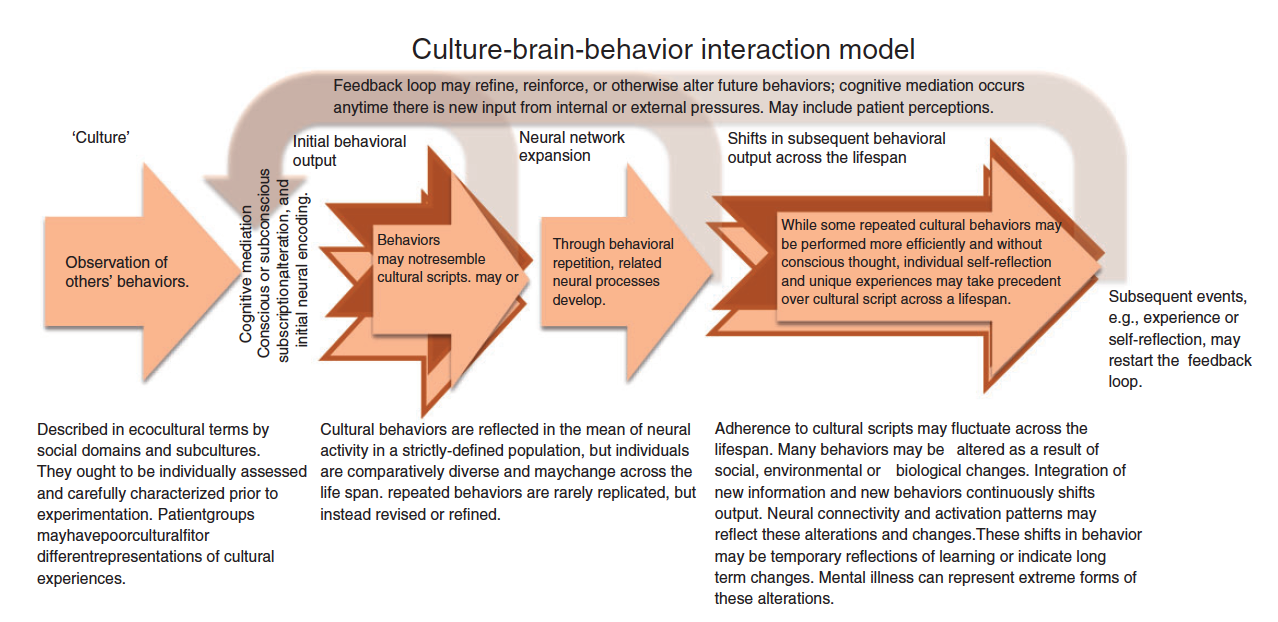 Culture-brain-behavior interaction model
Feedback loop may refine, reinforce, or otherwise alter future behaviors; cognitive mediation occurs
anytime there is new input from internal or external pressures. May include patient perceptions.
‘Culture’
Observation of
others’ behaviors.
Cognitive mediation
Conscious or subconscious
subscriptionalteration, and
initial neural encoding.
Initial behavioral
output
Behaviors
may notresemble
cultural scripts. may or
Neural network
expansion
Through behavioral
repetition, related
neural processes
develop.
Shifts in subsequent behavioral
output across the lifespan
While some repeated cultural behaviors may
be performed more efficiently and without
conscious thought, individual self-reflection
and unique experiences may take precedent
over cultural script across a lifespan.
Subsequent events,
e.g., experience or
self-reflection, may
restart the feedback
loop.
Described in ecocultural terms by
social domains and subcultures.
They ought to be individually assessed
and carefully characterized prior to
experimentation. Patientgroups
mayhavepoorculturalfitor
differentrepresentations of cultural
experiences.
Cultural behaviors are reflected in the mean of neural
activity in a strictly-defined population, but individuals
are comparatively diverse and maychange across the
life span. repeated behaviors are rarely replicated, but
instead revised or refined.
Adherence to cultural scripts may fluctuate across the
lifespan. Many behaviors may be altered as a result of
social, environmental or biological changes. Integration of
new information and new behaviors continuously shifts
output. Neural connectivity and activation patterns may
reflect these alterations and changes.These shifts in behavior
may be temporary reflections of learning or indicate long
term changes. Mental illness can represent extreme forms of
these alterations.